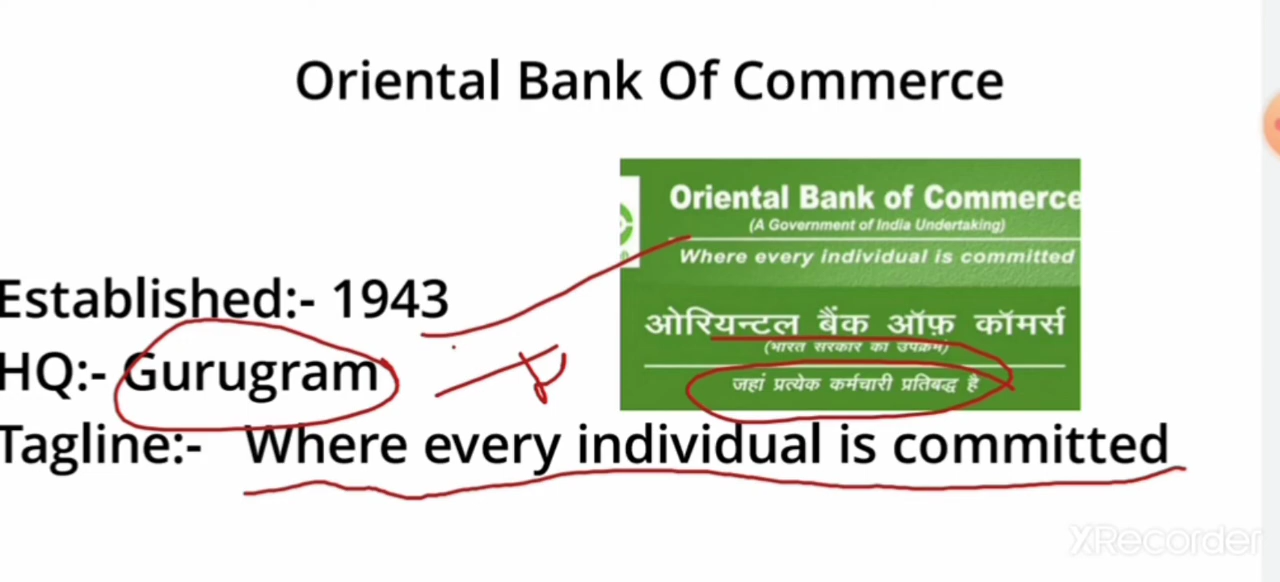 Oriental Bank Of Commerce
Oriental Bank of Commerce
(A Government of India Undertaking)
Where every individual is committed
ओरियन्टल बैंक ऑफ़ कॉमर्स
(भारत सरकार का उपक्रम)
जहां प्रत्येक कर्मचारी प्रतिबद्ध है
Established:- 1943
HQ:- Gurugram
Tagline:- Where every individual is committed
XRecorder